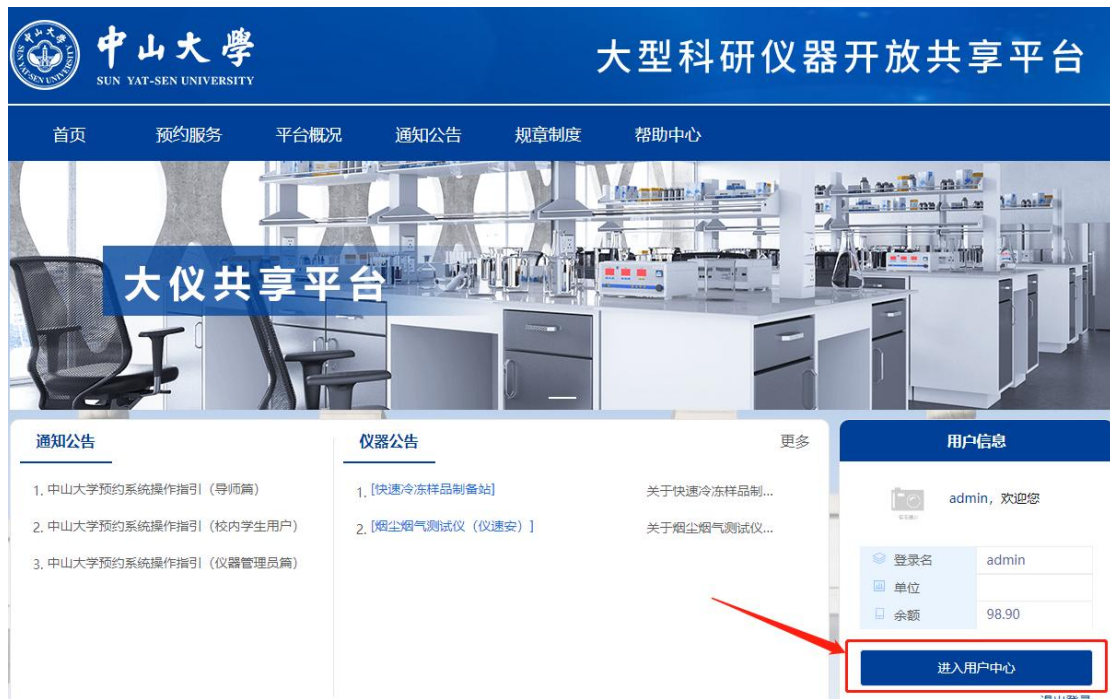 中山大學
SUN YAT-SEN UNIVERSITY
大型科研仪器开放共享平台
首页 预约服务 平台概况 通知公告 规章制度 帮助中心
大仪共享平台
通知公告
1. 中山大学预约系统操作指引（导师篇）
2. 中山大学预约系统操作指引（校内学生用户）
3. 中山大学预约系统操作指引（仪器管理员篇）
仪器公告 更多
1. [快速冷冻样品制备站] 关于快速冷冻样品制...
2. [烟尘烟气测试仪（仪速安）] 关于烟尘烟气测试仪...
用户信息
admin，欢迎您
登录名 admin
单位
余额 98.90
进入用户中心
退出登录